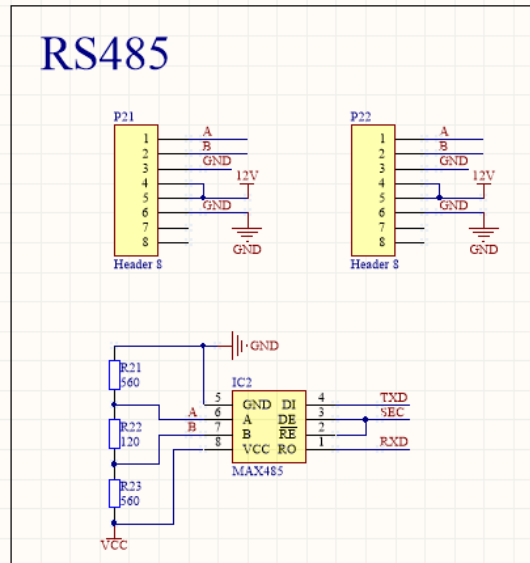 RS485
P21
1 A
2 B
3 GND
4 12V
5
6 GND
7 GND
8
Header 8
P22
1 A
2 B
3 GND
4 12V
5
6 GND
7 GND
8
Header 8
GND
R21
560
R22
120
R23
560
VCC
IC2
5 GND DI 4 TXD
A 6 A DE 3 SEC
B 7 B RE 2
8 VCC RO 1 RXD
MAX485